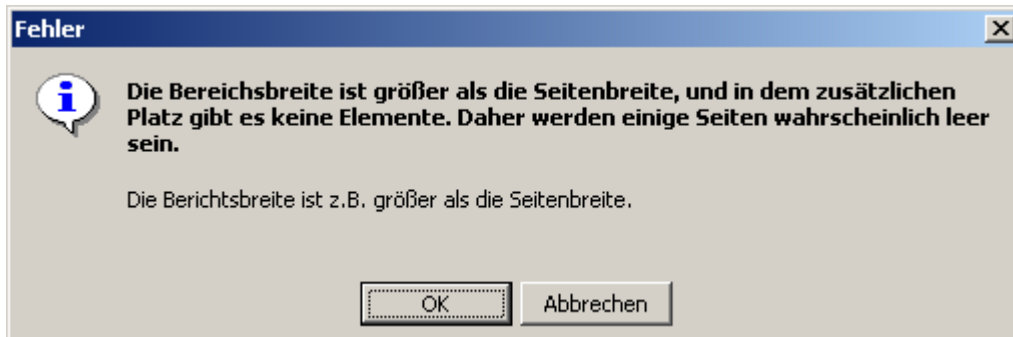 Fehler
Die Bereichsbreite ist größer als die Seitenbreite, und in dem zusätzlichen
Platz gibt es keine Elemente. Daher werden einige Seiten wahrscheinlich leer
sein.
Die Berichtsbreite ist z.B. größer als die Seitenbreite.
OK Abbrechen